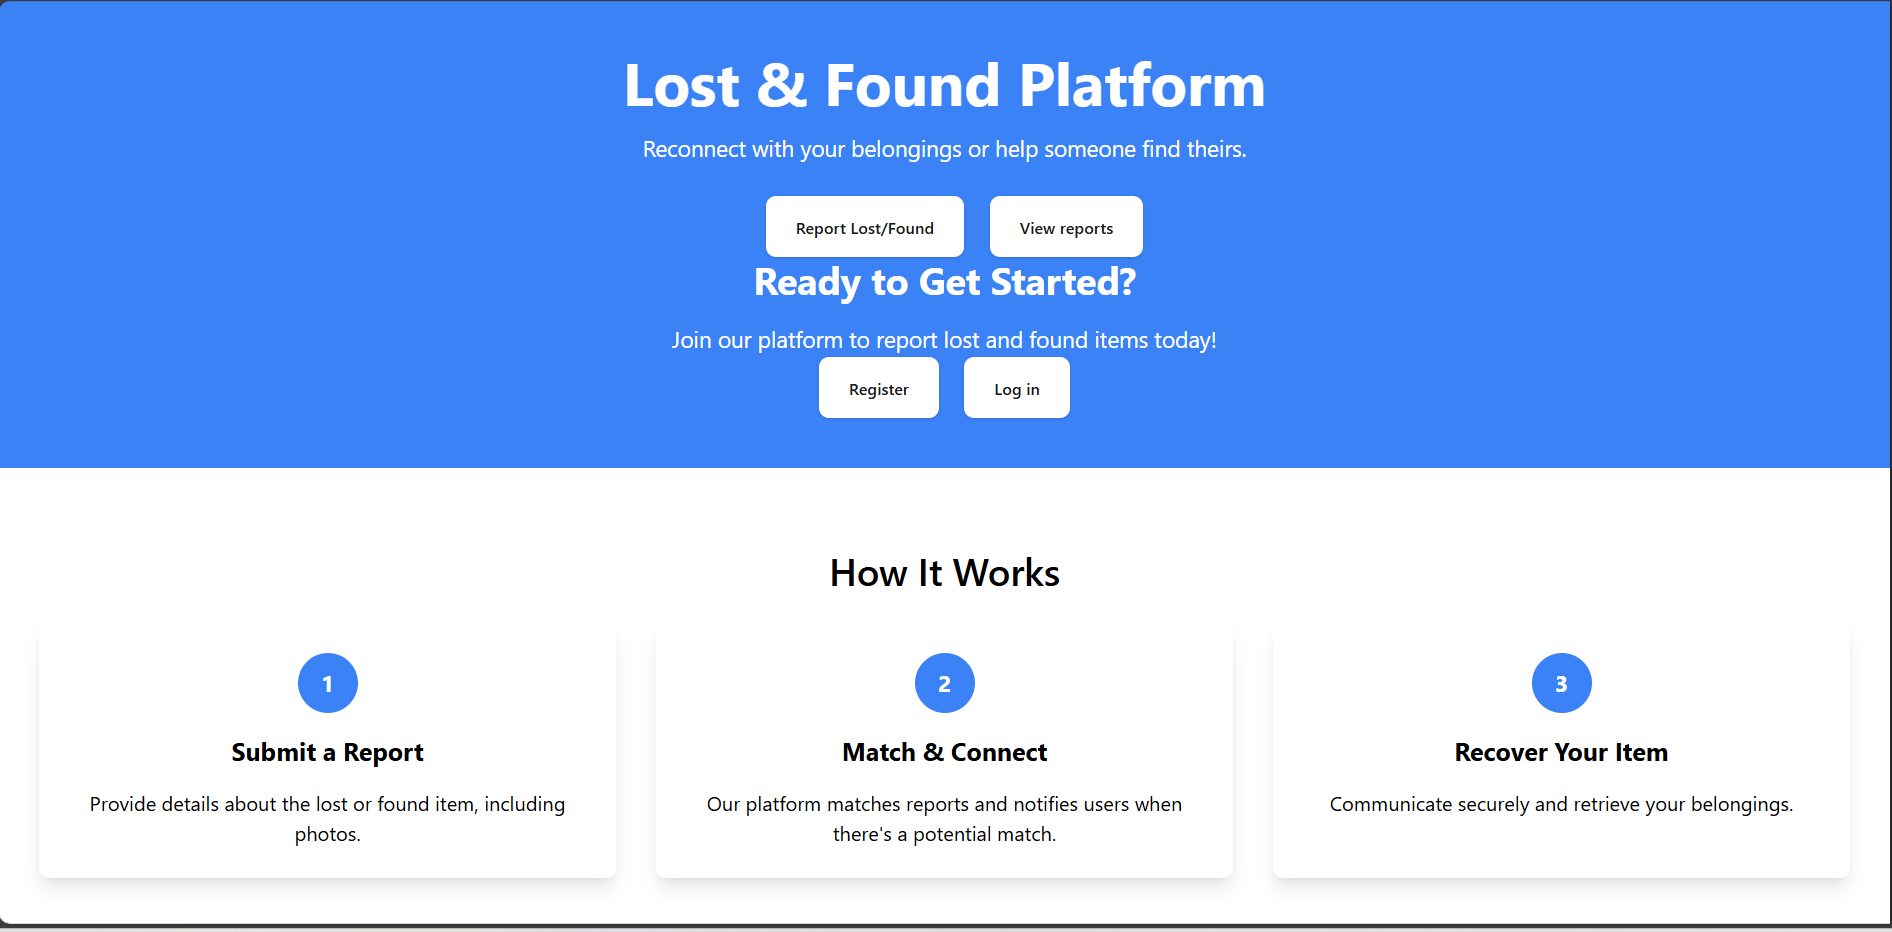 Lost & Found Platform
Reconnect with your belongings or help someone find theirs.
Report Lost/Found
View reports
Ready to Get Started?
Join our platform to report lost and found items today!
Register
Log in
How It Works
1
Submit a Report
Provide details about the lost or found item, including
photos.
2
Match & Connect
Our platform matches reports and notifies users when
there's a potential match.
3
Recover Your Item
Communicate securely and retrieve your belongings.